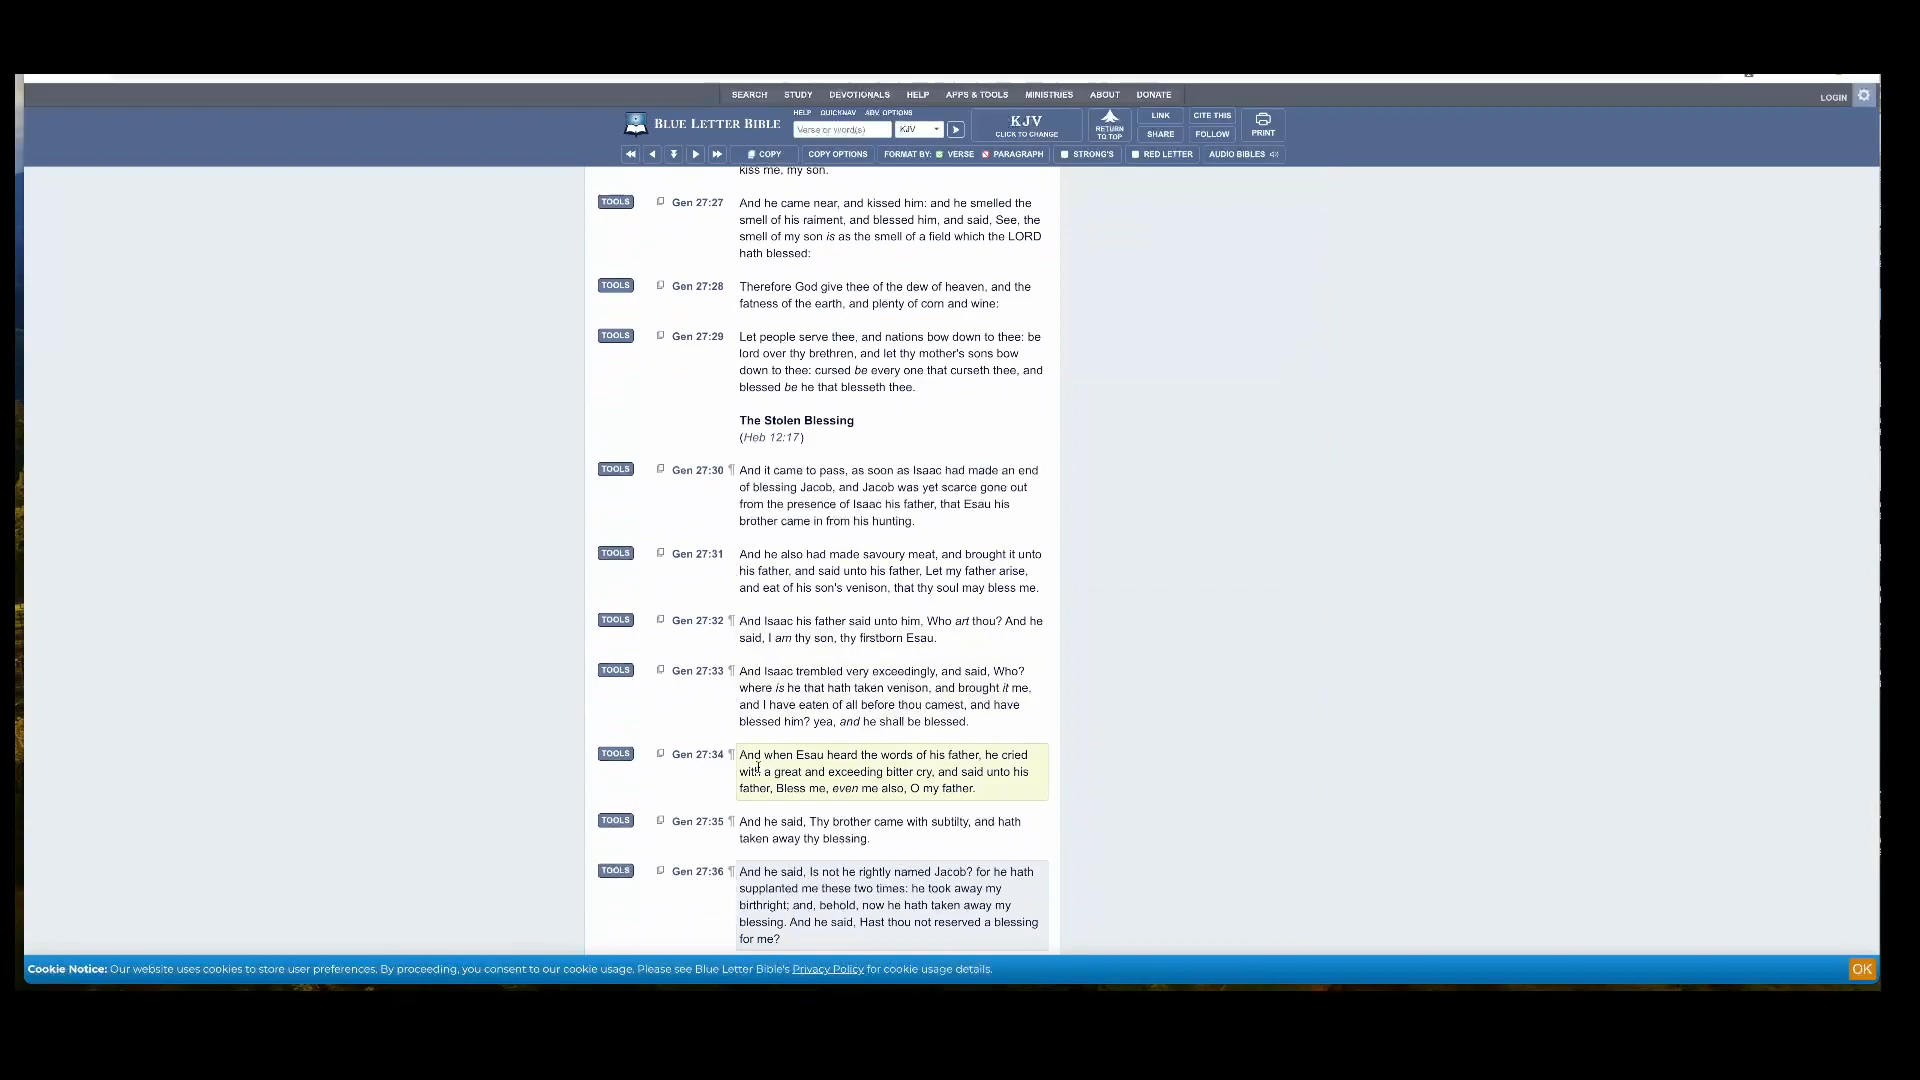 SEARCH STUDY DEVOTIONALS HELP APPS & TOOLS MINISTRIES ABOUT DONATE
LOGIN
BLUE LETTER BIBLE
HELP QUICKNAV ADV. OPTIONS
Verse or word(s) KJV
KJV
CLICK TO CHANGE
RETURN
TO TOP
LINK CITE THIS
SHARE FOLLOW
PRINT
COPY COPY OPTIONS FORMAT BY: VERSE PARAGRAPH STRONG'S RED LETTER AUDIO BIBLES
kiss me, my son.
TOOLS Gen 27:27 And he came near, and kissed him: and he smelled the
smell of his raiment, and blessed him, and said, See, the
smell of my son is as the smell of a field which the LORD
hath blessed:
TOOLS Gen 27:28 Therefore God give thee of the dew of heaven, and the
fatness of the earth, and plenty of corn and wine:
TOOLS Gen 27:29 Let people serve thee, and nations bow down to thee: be
lord over thy brethren, and let thy mother's sons bow
down to thee: cursed be every one that curseth thee, and
blessed be he that blesseth thee.
The Stolen Blessing
(Heb 12:17)
TOOLS Gen 27:30 ¶ And it came to pass, as soon as Isaac had made an end
of blessing Jacob, and Jacob was yet scarce gone out
from the presence of Isaac his father, that Esau his
brother came in from his hunting.
TOOLS Gen 27:31 And he also had made savoury meat, and brought it unto
his father, and said unto his father, Let my father arise,
and eat of his son's venison, that thy soul may bless me.
TOOLS Gen 27:32 ¶ And Isaac his father said unto him, Who art thou? And he
said, I am thy son, thy firstborn Esau.
TOOLS Gen 27:33 ¶ And Isaac trembled very exceedingly, and said, Who?
where is he that hath taken venison, and brought it me,
and I have eaten of all before thou camest, and have
blessed him? yea, and he shall be blessed.
TOOLS Gen 27:34 ¶ And when Esau heard the words of his father, he cried
with a great and exceeding bitter cry, and said unto his
father, Bless me, even me also, O my father.
TOOLS Gen 27:35 ¶ And he said, Thy brother came with subtilty, and hath
taken away thy blessing.
TOOLS Gen 27:36 ¶ And he said, Is not he rightly named Jacob? for he hath
supplanted me these two times: he took away my
birthright; and, behold, now he hath taken away my
blessing. And he said, Hast thou not reserved a blessing
for me?
Cookie Notice: Our website uses cookies to store user preferences. By proceeding, you consent to our cookie usage. Please see Blue Letter Bible's Privacy Policy for cookie usage details. OK